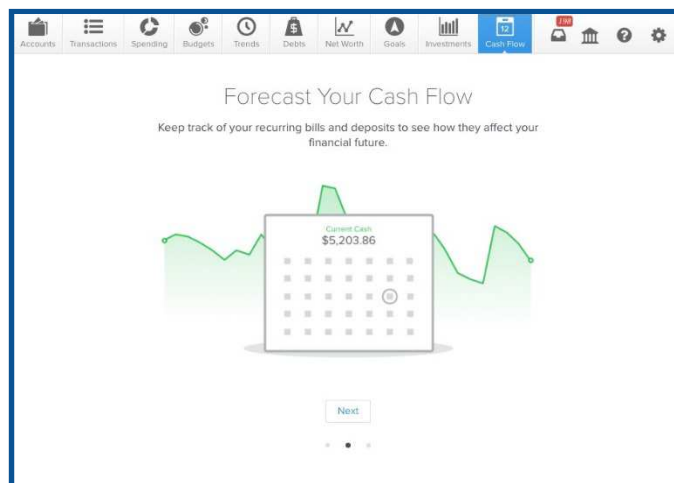 Accounts
Transactions
Spending
Budgets
Trends
Debts
Net Worth
Goals
Investments
12
Cash Flow
198
?
Forecast Your Cash Flow
Keep track of your recurring bills and deposits to see how they affect your
financial future.
Current Cash
$5,203.86
Next